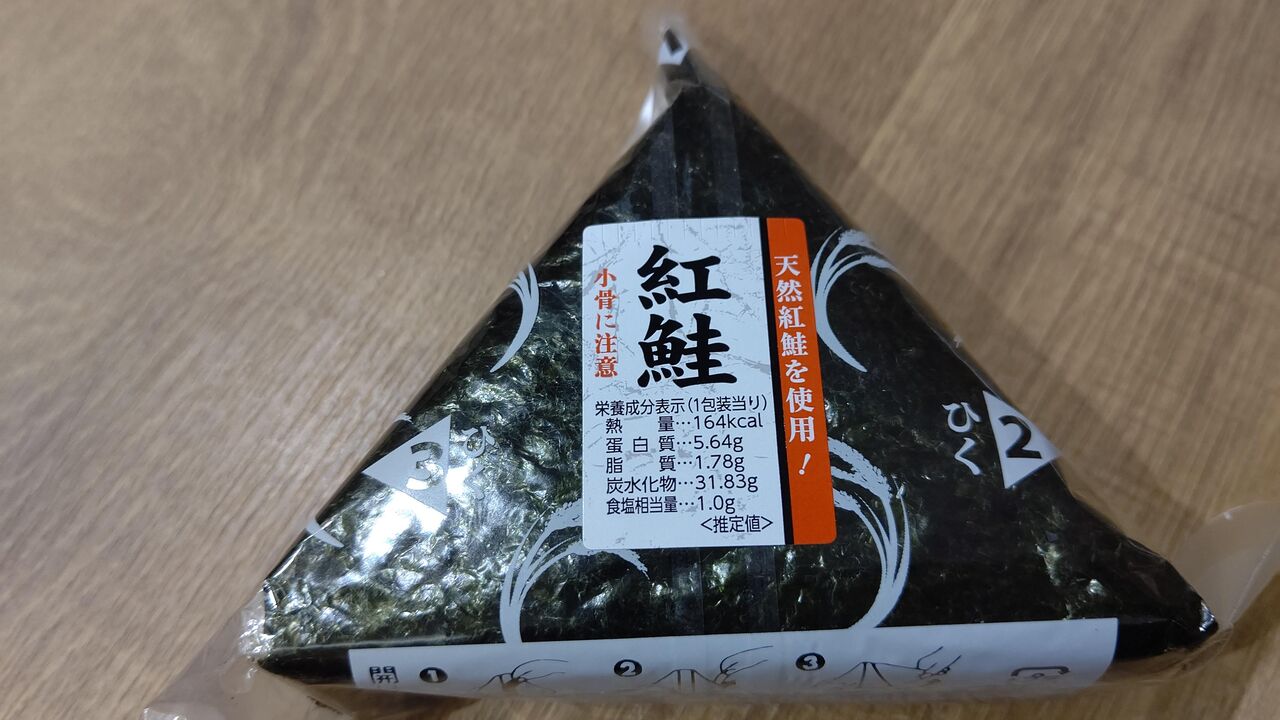 天然紅鮭を使用!
紅鮭
小骨に注意
栄養成分表示(1包装当り)
熱量…164kcal
蛋白質…5.64g
脂質…1.78g
炭水化物…31.83g
食塩相当量…1.0g
<推定値>
3
ひく
ひく
2
開
1
2
3